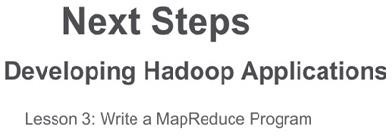 Next Steps
Developing Hadoop Applications
Lesson 3: Write a MapReduce Program